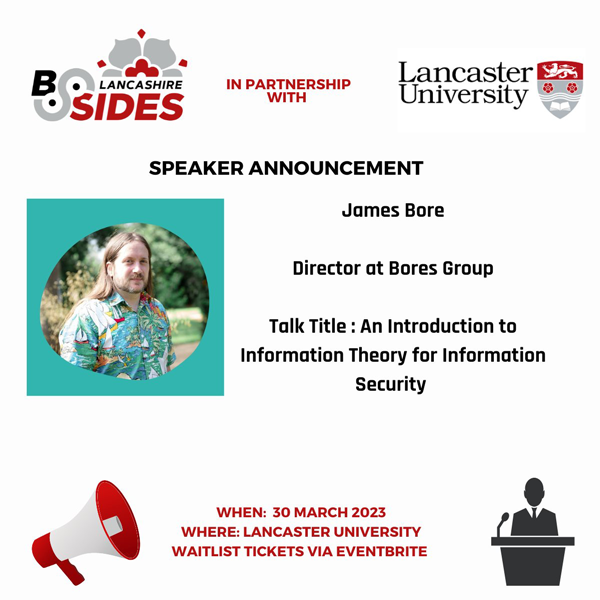 LANCASHIRE
BSIDES
IN PARTNERSHIP
WITH
Lancaster
University
SPEAKER ANNOUNCEMENT
James Bore
Director at Bores Group
Talk Title : An Introduction to
Information Theory for Information
Security
WHEN: 30 MARCH 2023
WHERE: LANCASTER UNIVERSITY
WAITLIST TICKETS VIA EVENTBRITE